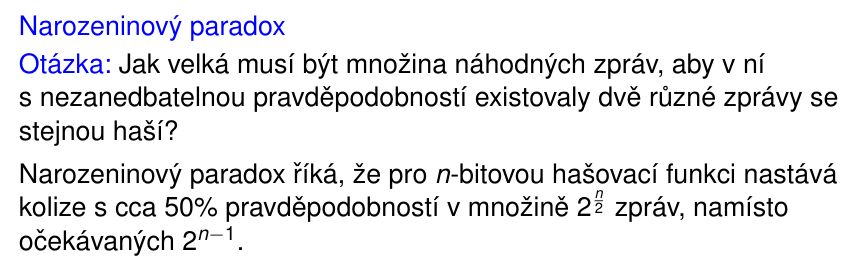 Narozeninový paradox
Otázka: Jak velká musí být množina náhodných zpráv, aby v ní
s nezanedbatelnou pravděpodobností existovaly dvě různé zprávy se
stejnou haší?
Narozeninový paradox říká, že pro n-bitovou hašovací funkci nastává
kolize s cca 50% pravděpodobností v množině 2^{\frac{n}{2}} zpráv, namísto
očekávaných 2^{n−1}.